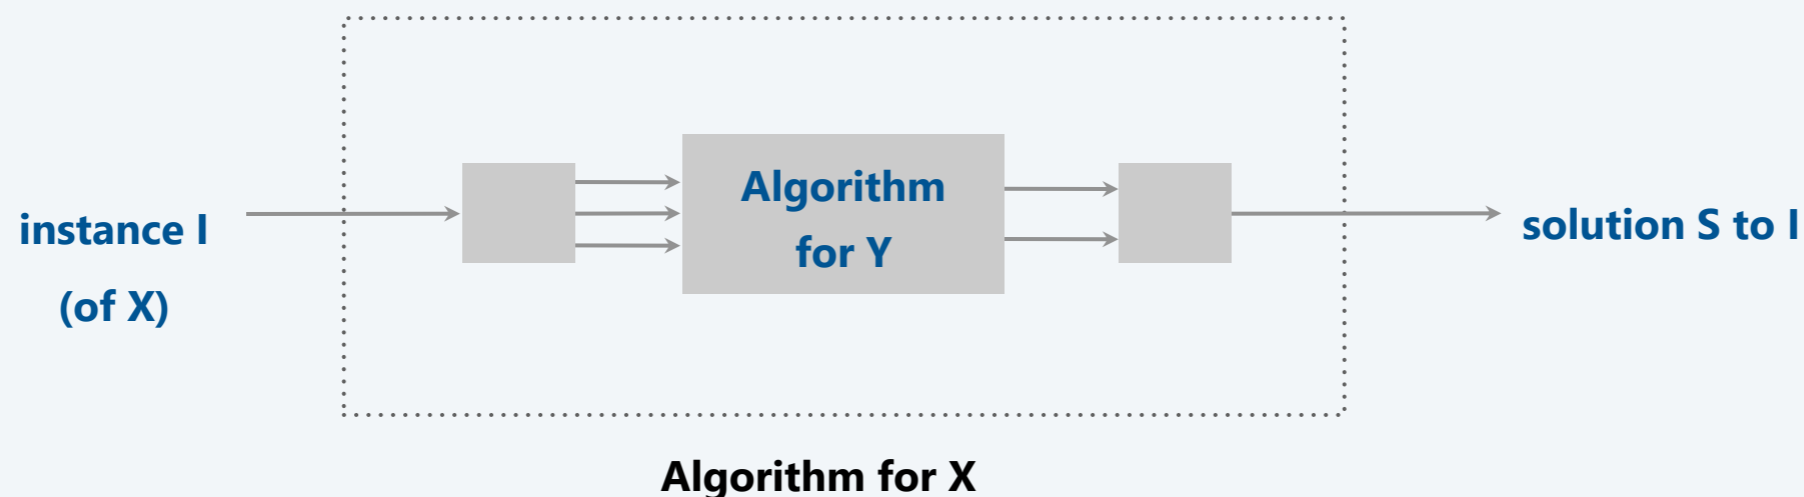 instance I
(of X)
Algorithm
for Y
solution S to I
Algorithm for X